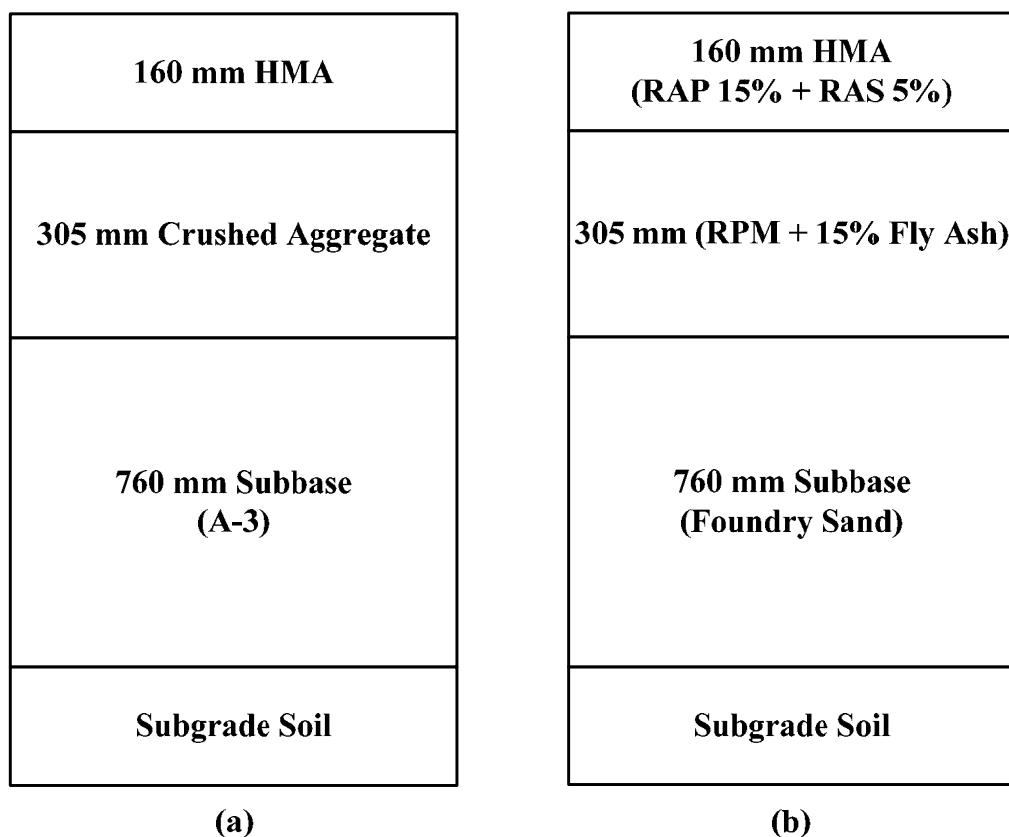 160 mm HMA
305 mm Crushed Aggregate
760 mm Subbase
(A-3)
Subgrade Soil
(a)
160 mm HMA
(RAP 15% + RAS 5%)
305 mm (RPM + 15% Fly Ash)
760 mm Subbase
(Foundry Sand)
Subgrade Soil
(b)